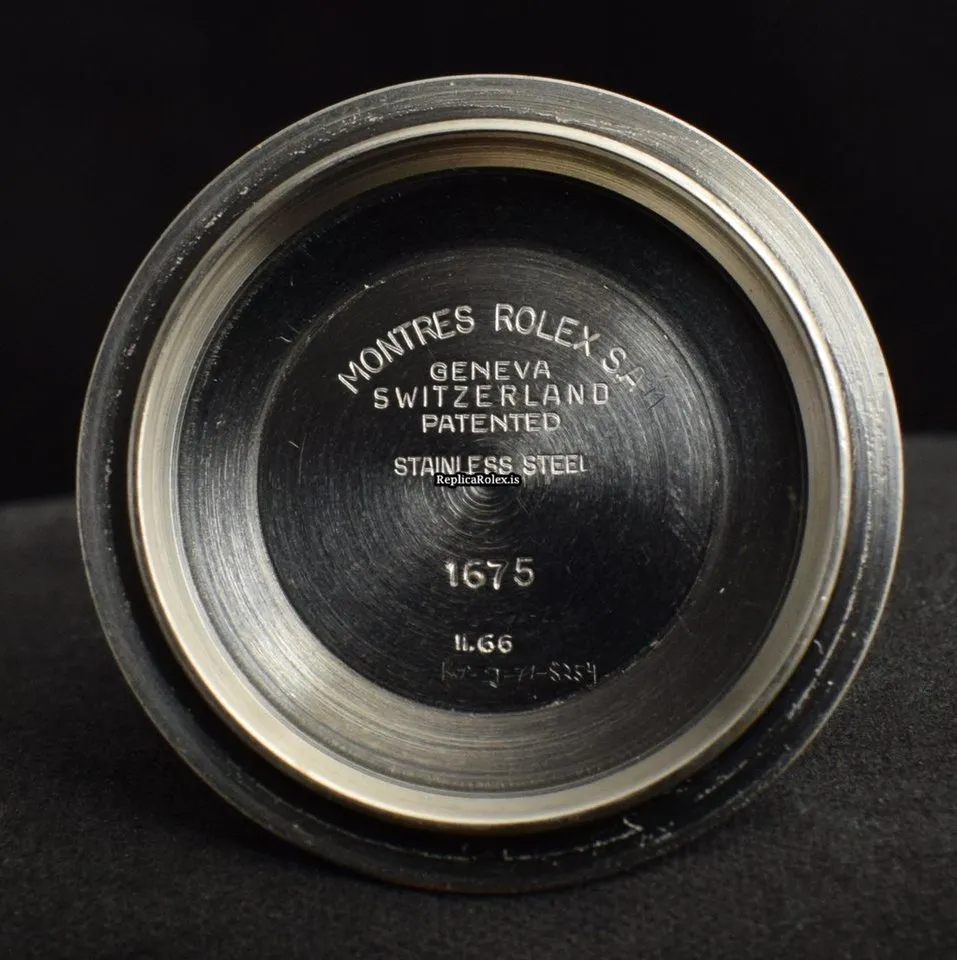 MONTRES ROLEX S.A.
GENEVA
SWITZERLAND
PATENTED
STAINLESS STEEL
ReplicaRolex.is
1675
II.66